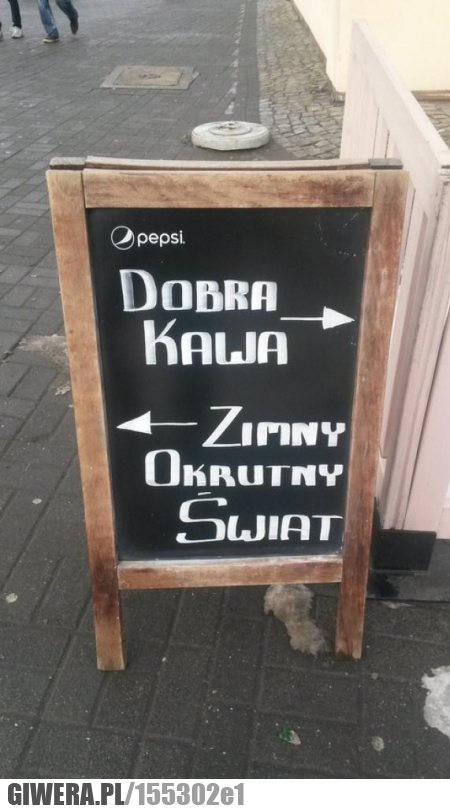 pepsi.
DOBRA
KAWA
ZIMNY
OKRUTNY
ŚWIAT
GIWERA.PL/155302e1